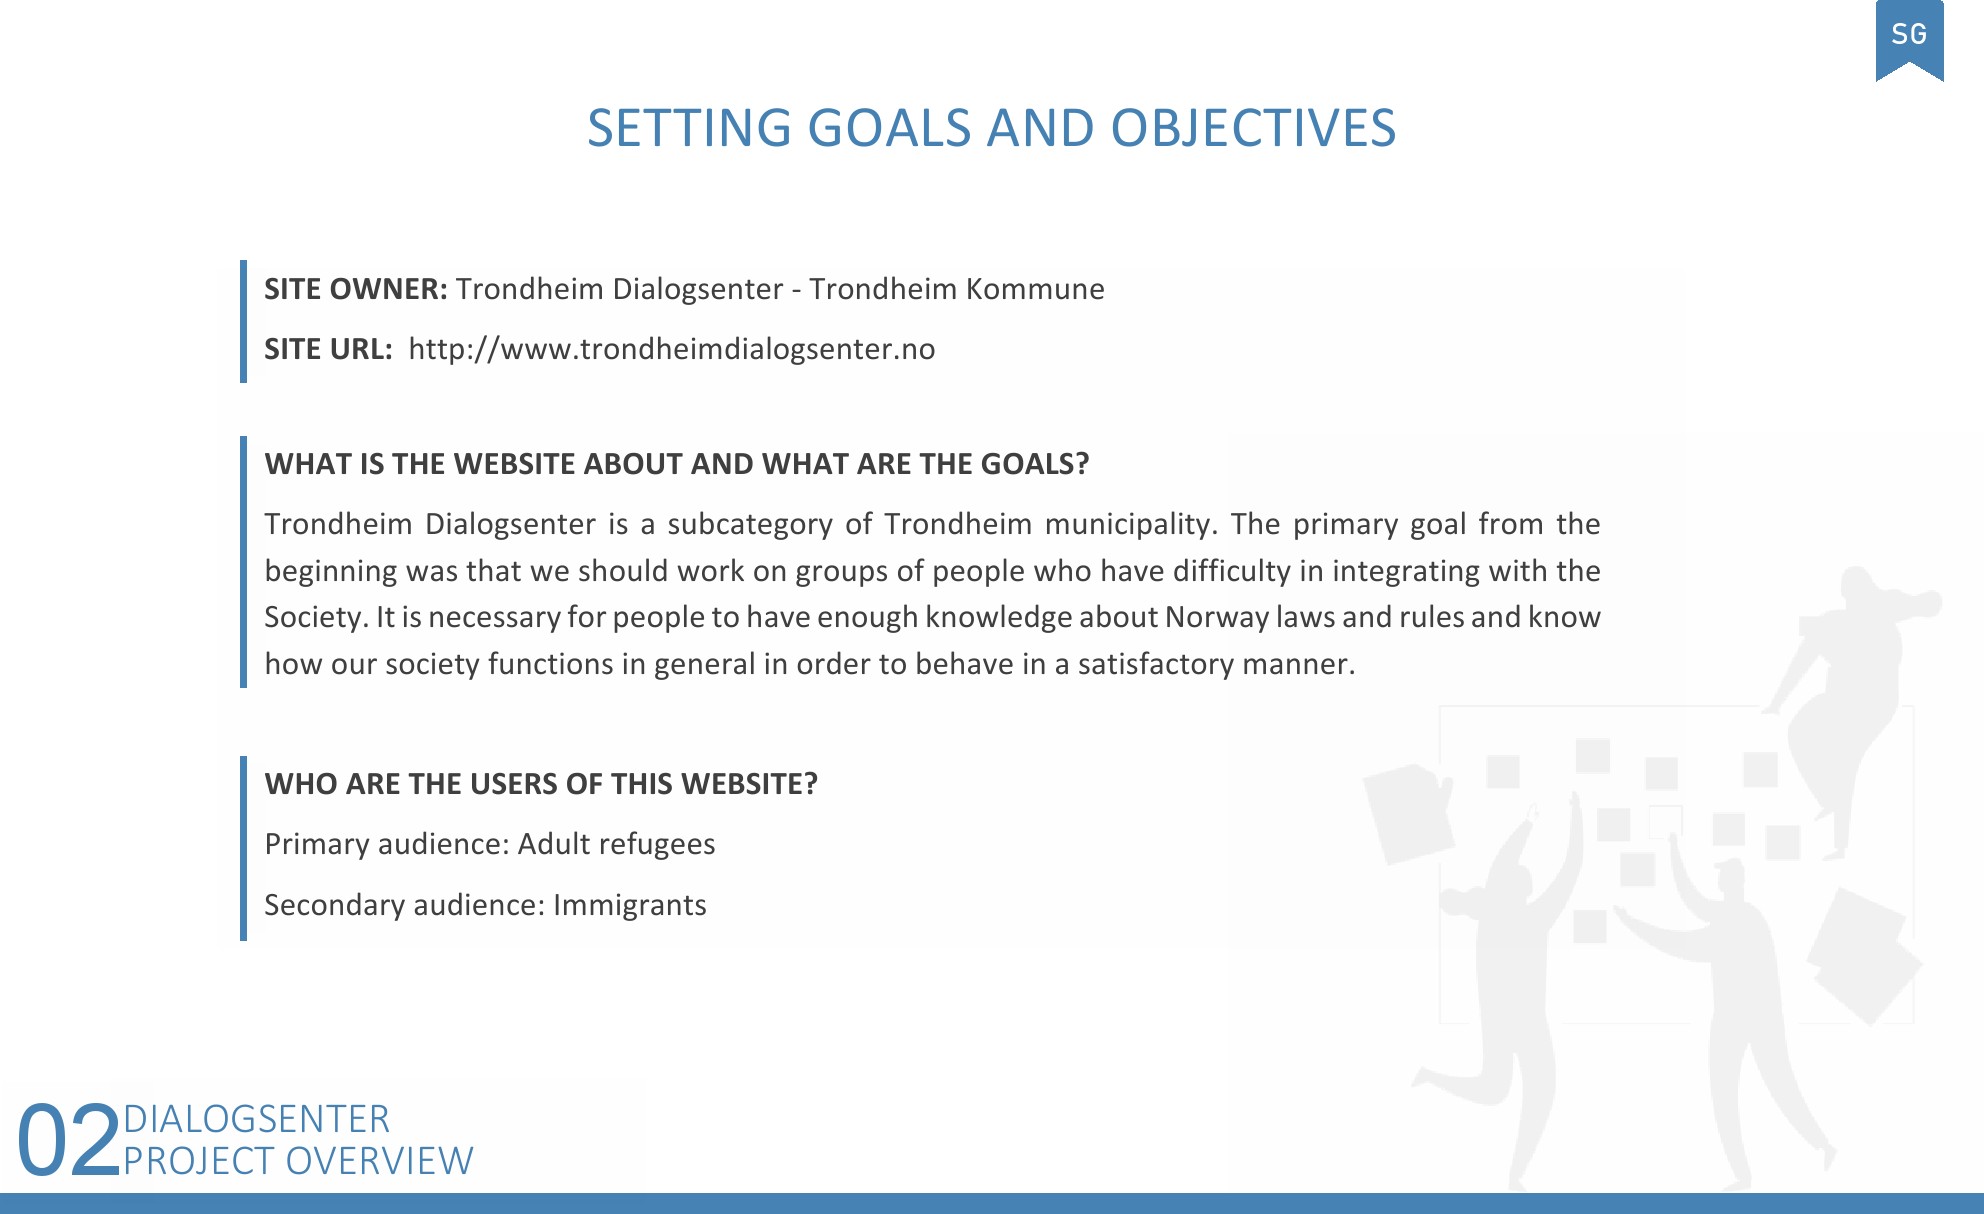 SG
SETTING GOALS AND OBJECTIVES
SITE OWNER: Trondheim Dialogsenter - Trondheim Kommune
SITE URL: http://www.trondheimdialogsenter.no
WHAT IS THE WEBSITE ABOUT AND WHAT ARE THE GOALS?
Trondheim Dialogsenter is a subcategory of Trondheim municipality. The primary goal from the
beginning was that we should work on groups of people who have difficulty in integrating with the
Society. It is necessary for people to have enough knowledge about Norway laws and rules and know
how our society functions in general in order to behave in a satisfactory manner.
WHO ARE THE USERS OF THIS WEBSITE?
Primary audience: Adult refugees
Secondary audience: Immigrants
02
DIALOGSENTER
PROJECT OVERVIEW